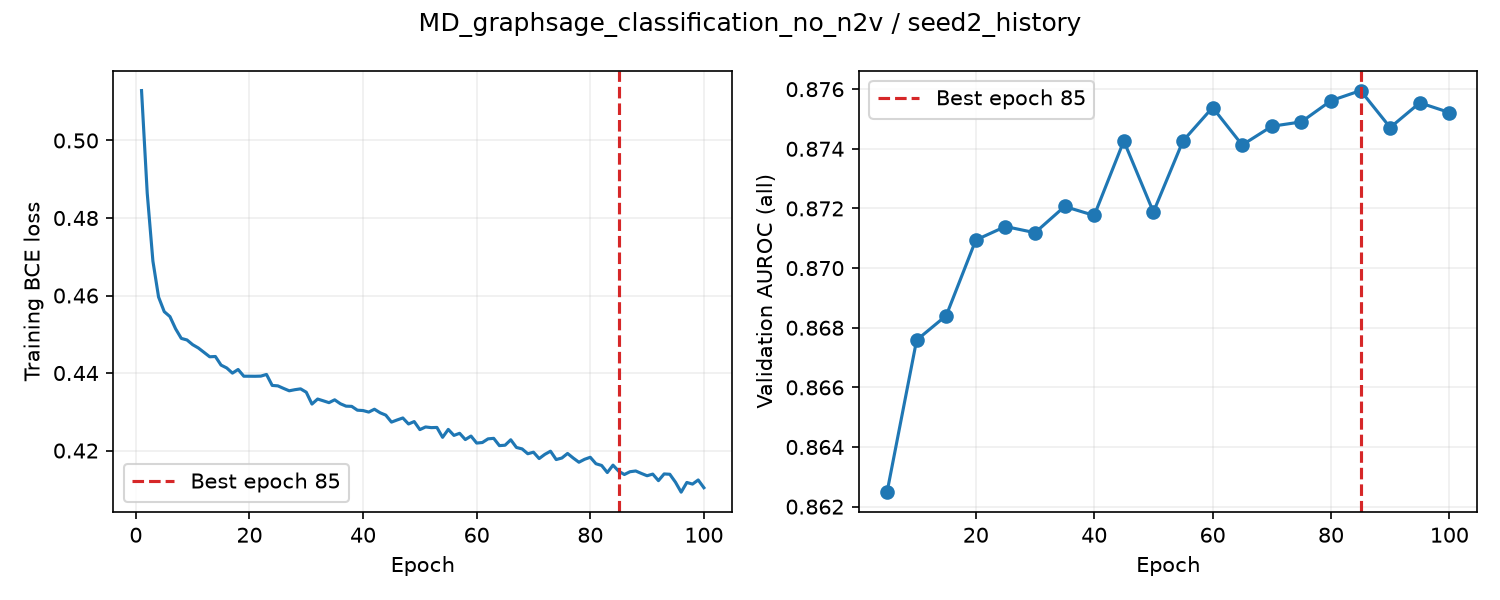 MD_graphsage_classification_no_n2v / seed2_history
Training BCE loss
0.50
0.48
0.46
0.44
0.42
Best epoch 85
0 20 40 60 80 100
Epoch
Validation AUROC (all)
Best epoch 85
0.876
0.874
0.872
0.870
0.868
0.866
0.864
0.862
20 40 60 80 100
Epoch